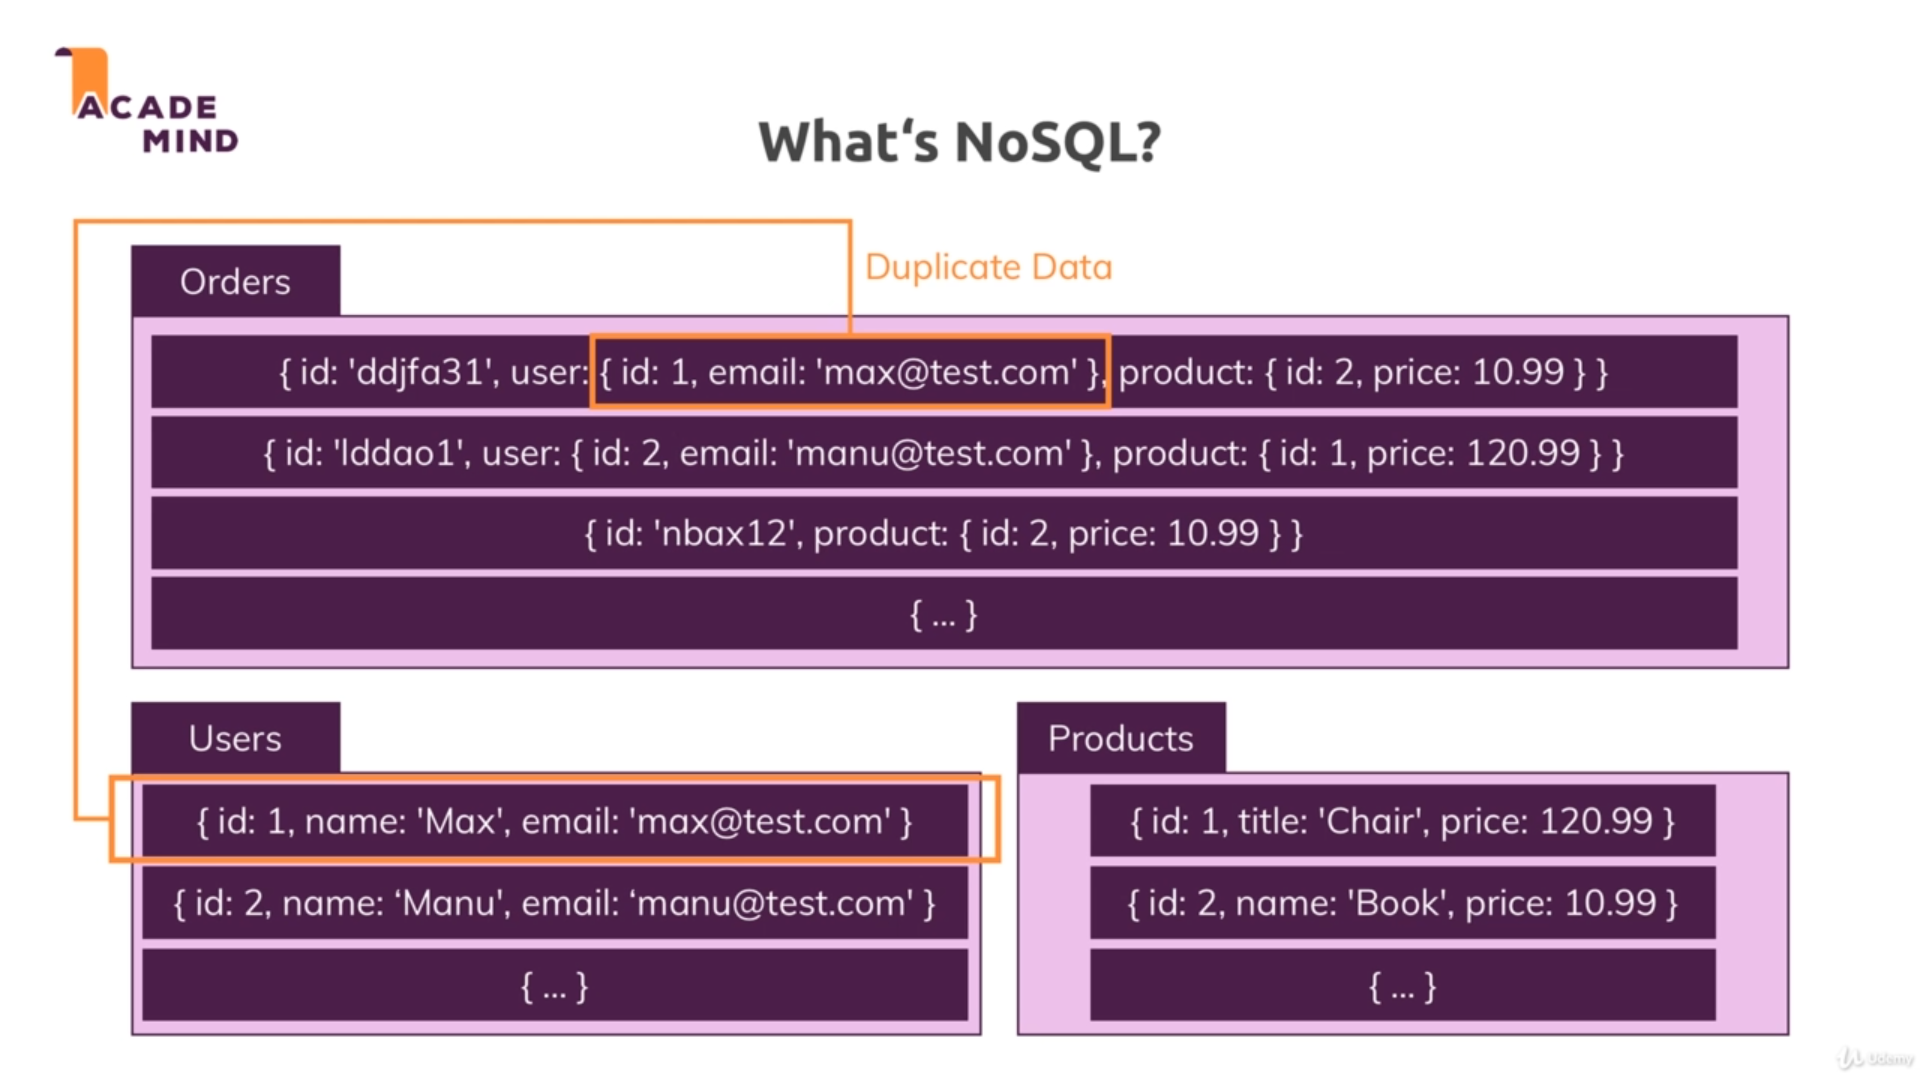 ACADE
MIND
What‘s NoSQL?
Duplicate Data
Orders
{ id: 'ddjfa31', user: { id: 1, email: 'max@test.com' }, product: { id: 2, price: 10.99 } }
{ id: 'lddao1', user: { id: 2, email: 'manu@test.com' }, product: { id: 1, price: 120.99 } }
{ id: 'nbax12', product: { id: 2, price: 10.99 } }
{ ... }
Users
{ id: 1, name: 'Max', email: 'max@test.com' }
{ id: 2, name: ‘Manu', email: ‘manu@test.com' }
{ ... }
Products
{ id: 1, title: 'Chair', price: 120.99 }
{ id: 2, name: 'Book', price: 10.99 }
{ ... }
Udemy